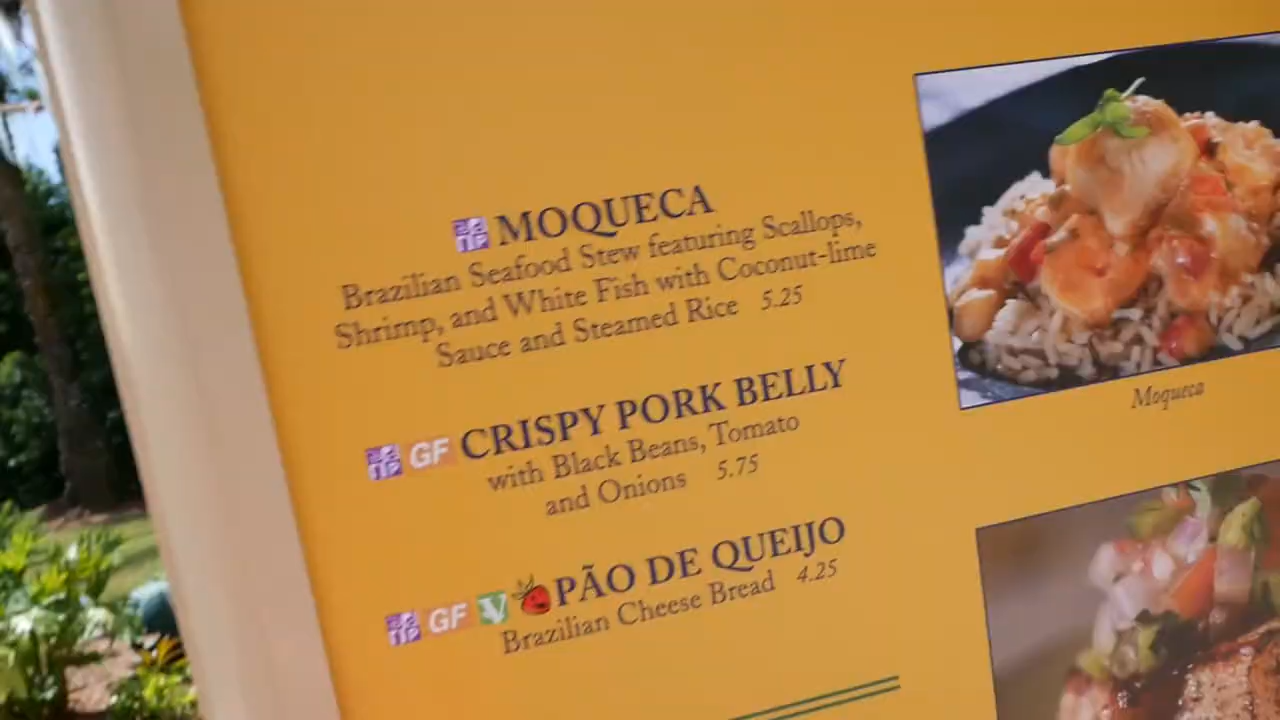 MOQUECA
Brazilian Seafood Stew featuring Scallops,
Shrimp, and White Fish with Coconut-lime
Sauce and Steamed Rice 5.25
Moqueca
GF CRISPY PORK BELLY
with Black Beans, Tomato
and Onions 5.75
GF V PÃO DE QUEIJO
Brazilian Cheese Bread 4.25